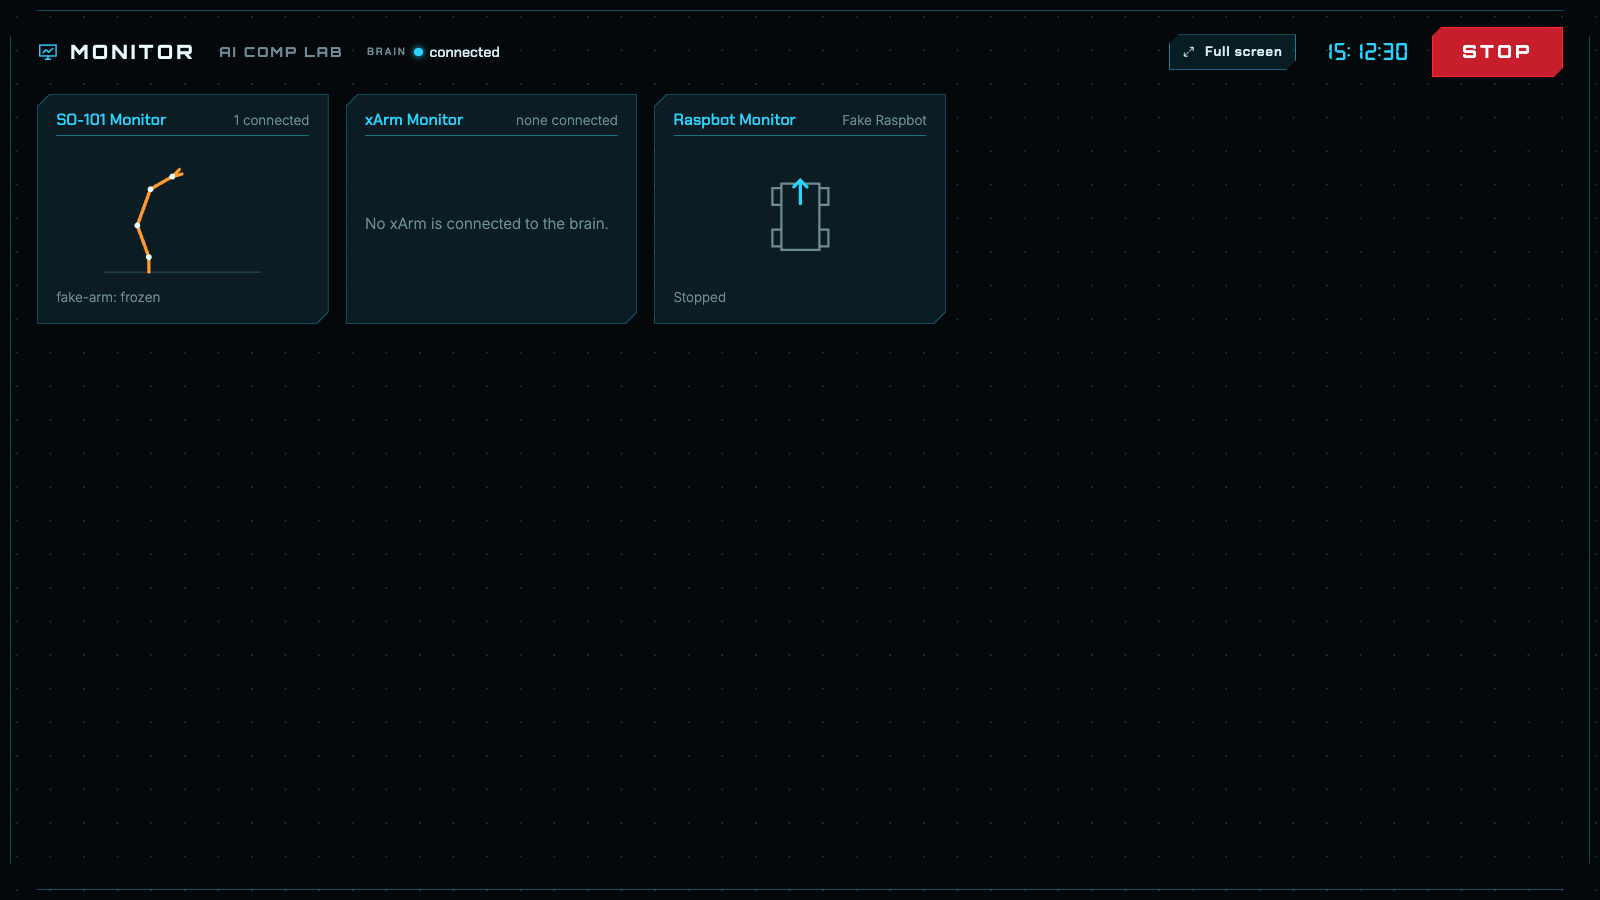 MONITOR AI COMP LAB BRAIN connected Full screen 15:12:30 STOP
SO-101 Monitor 1 connected
fake-arm: frozen
xArm Monitor none connected
No xArm is connected to the brain.
Raspbot Monitor Fake Raspbot
Stopped